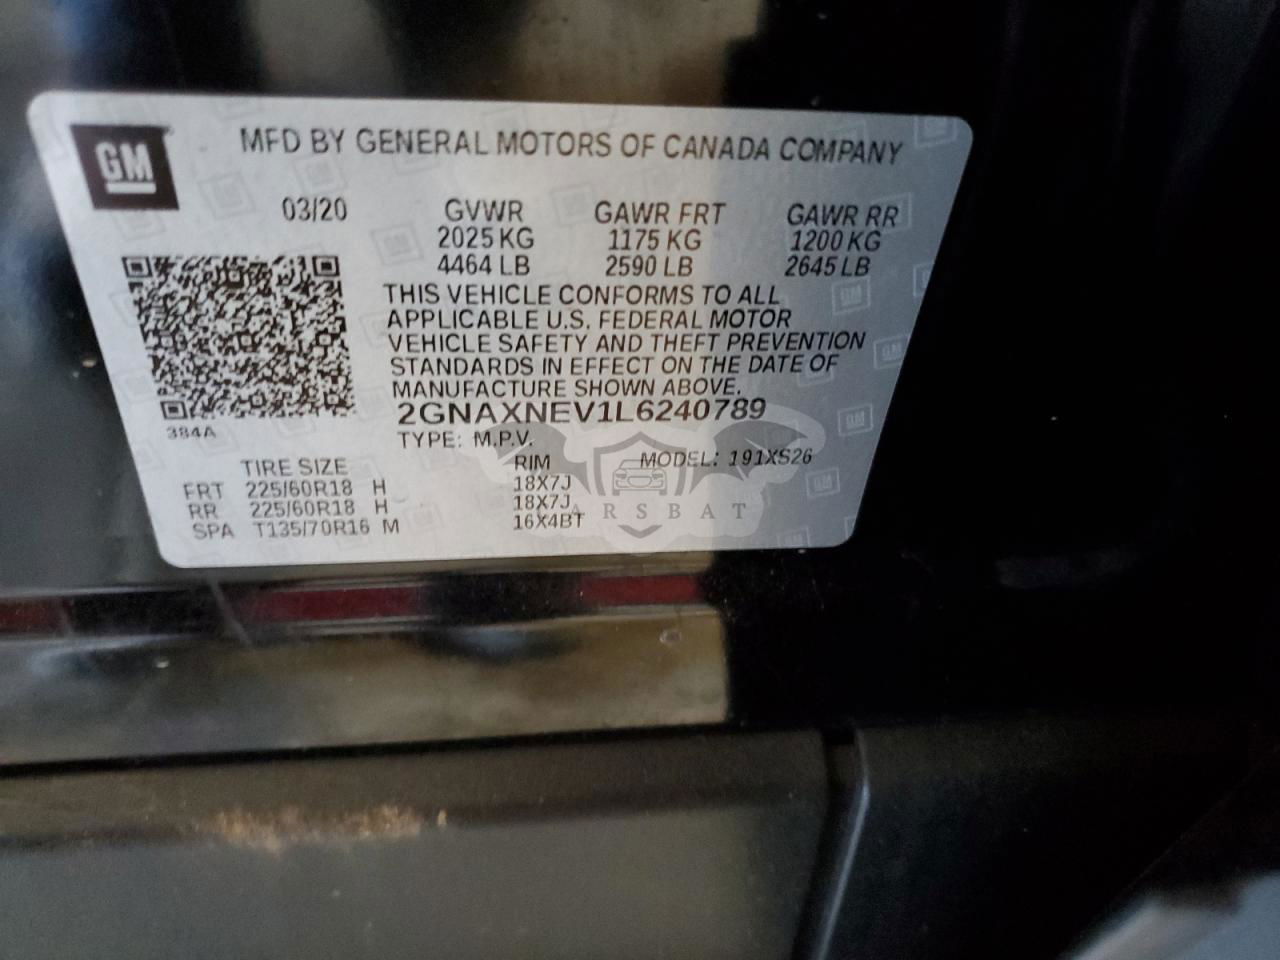 GM
MFD BY GENERAL MOTORS OF CANADA COMPANY
03/20 GVWR GAWR FRT GAWR RR
2025 KG 1175 KG 1200 KG
4464 LB 2590 LB 2645 LB
THIS VEHICLE CONFORMS TO ALL
APPLICABLE U.S. FEDERAL MOTOR
VEHICLE SAFETY AND THEFT PREVENTION
STANDARDS IN EFFECT ON THE DATE OF
MANUFACTURE SHOWN ABOVE.
2GNAXNEV1L6240789
384A
TYPE: M.P.V. MODEL: 191XS26
TIRE SIZE RIM
FRT 225/60R18 H 18X7J
RR 225/60R18 H 18X7J
SPA T135/70R16 M 16X4BT
CARSBAT